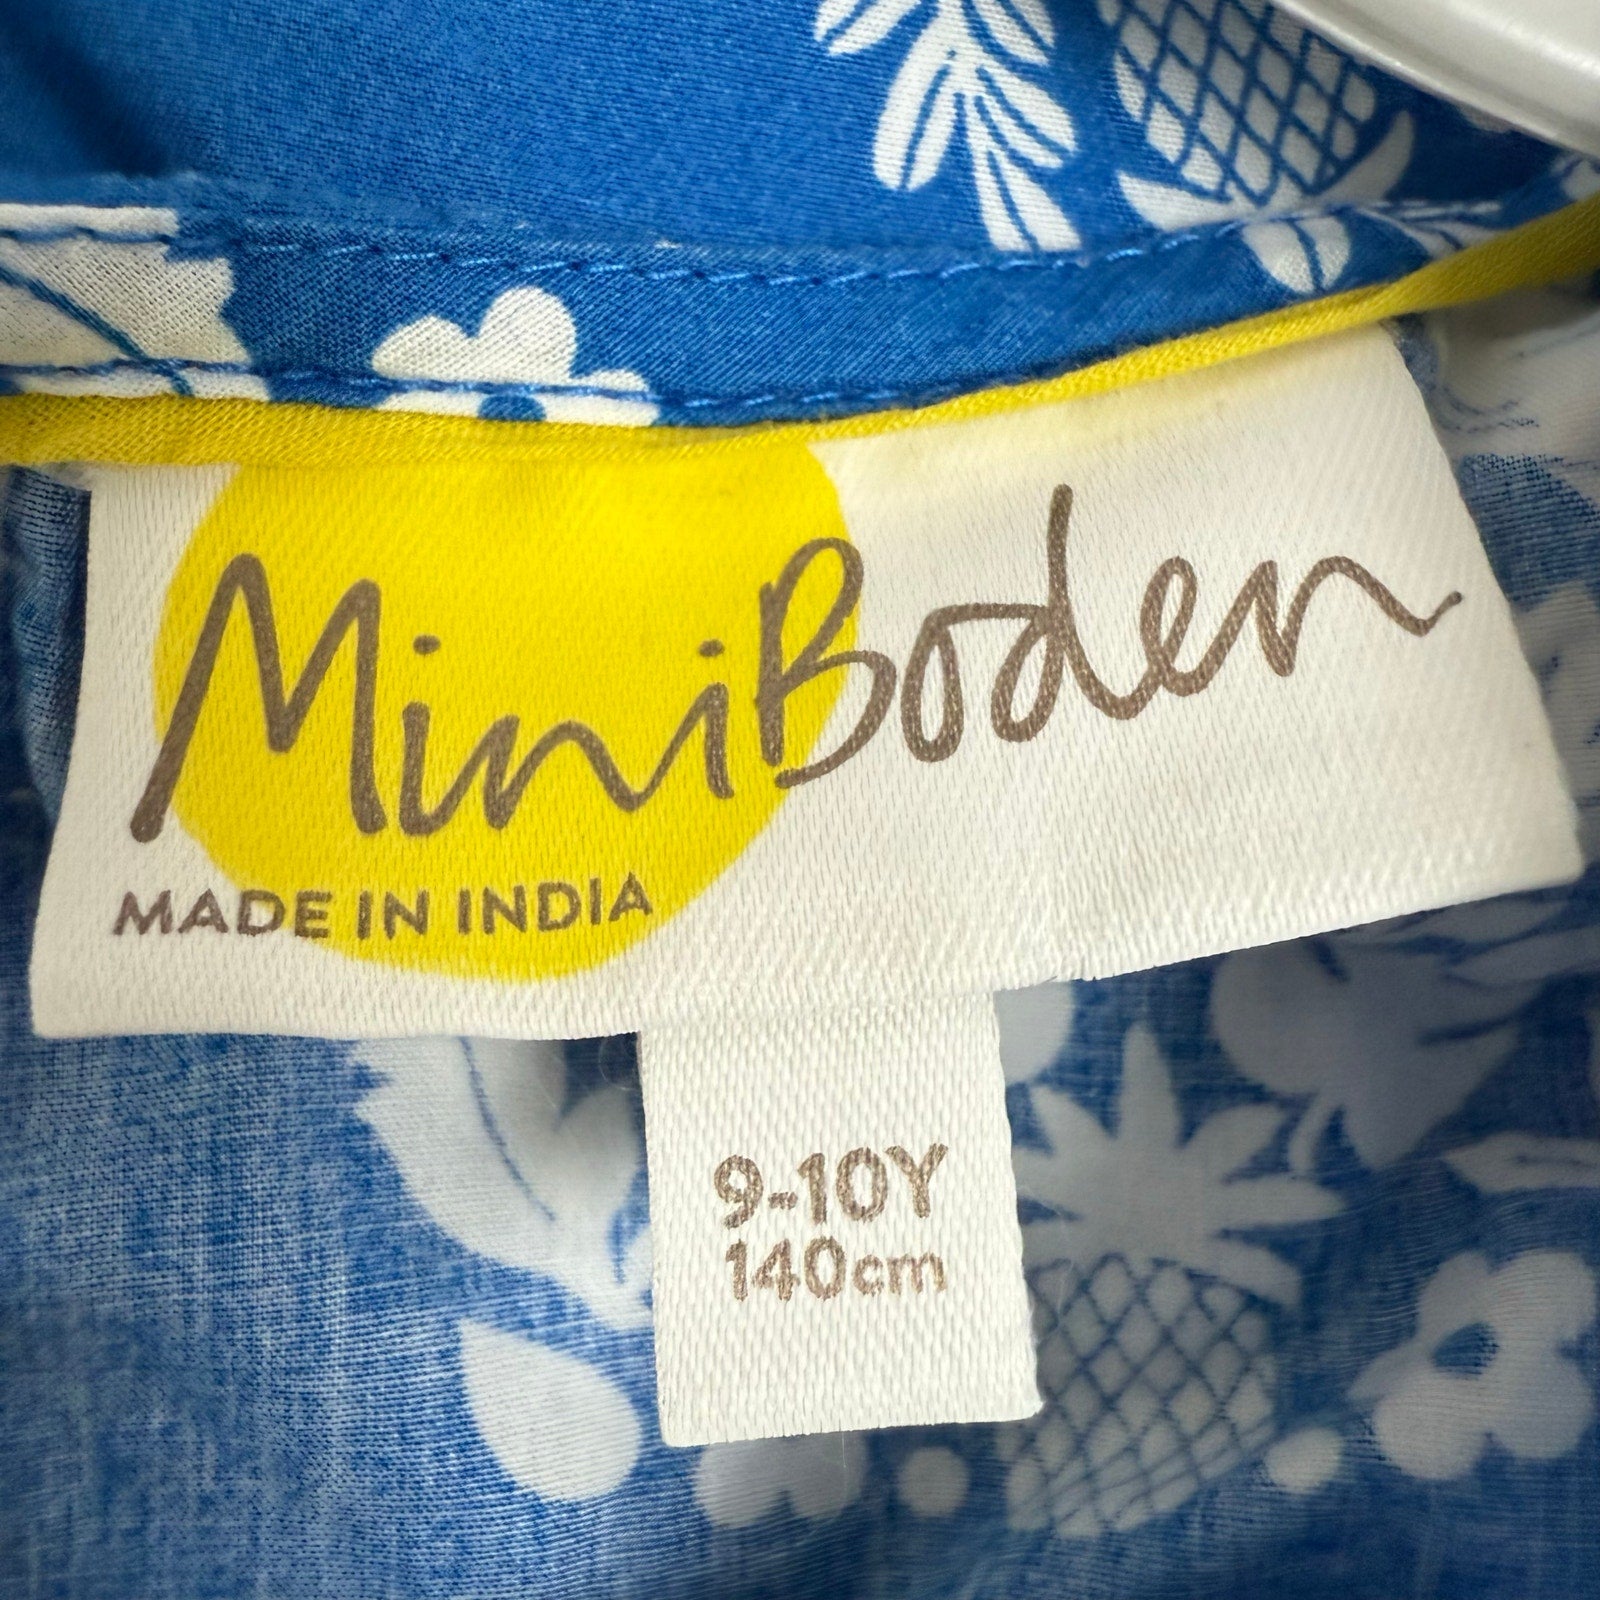 MiniBoden
MADE IN INDIA
9-10Y
140cm